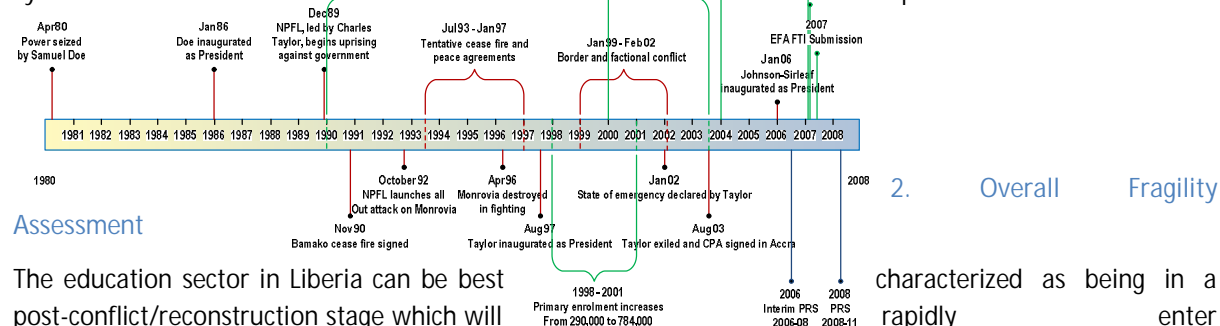 Apr80
Power seized
by Samuel Doe
Jan86
Doe inaugurated
as President
Dec89
NPFL, led by Charles
Taylor, begins uprising
against government
Jul93 - Jan97
Tentative cease fire and
peace agreements
Jan99 - Feb02
Border and factional conflict
2007
EFA FTI Submission
Jan06
Johnson-Sirleaf
inaugurated as President
1981 1982 1983 1984 1985 1986 1987 1988 1989 1990 1991 1992 1993 1994 1995 1996 1997 1998 1999 2000 2001 2002 2003 2004 2005 2006 2007 2008
1980
2008
October 92
NPFL launches all
Out attack on Monrovia
Apr96
Monrovia destroyed
in fighting
Jan02
State of emergency declared by Taylor
Nov90
Bamako cease fire signed
Aug97
Taylor inaugurated as President
Aug03
Taylor exiled and CPA signed in Accra
1998 - 2001
Primary enrolment increases
From 290,000 to 784,000
2006
Interim PRS
2006-08
2008
PRS
2008-11
2. Overall Fragility
Assessment
The education sector in Liberia can be best characterized as being in a
post-conflict/reconstruction stage which will rapidly enter